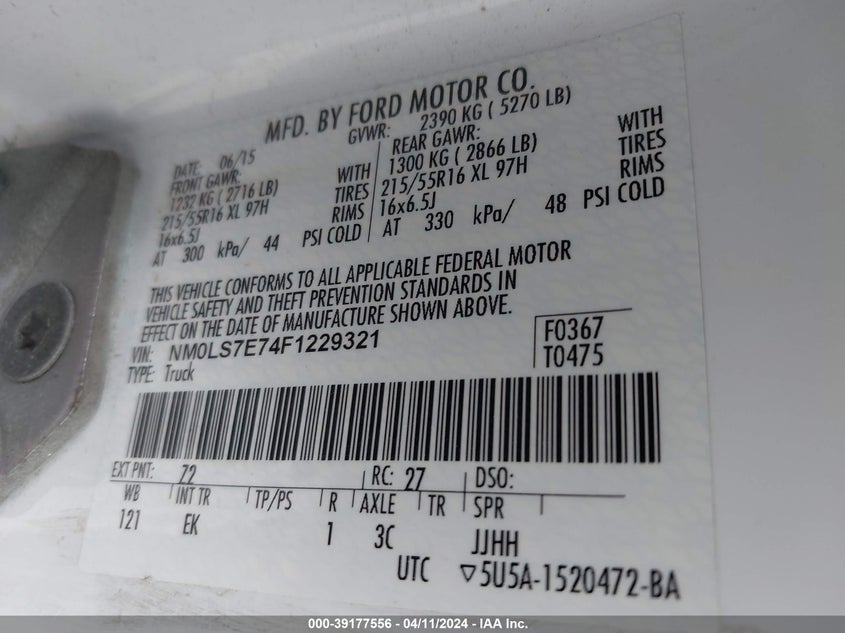 MFD. BY FORD MOTOR CO.
DATE: 06/15
GVWR: 2390 KG ( 5270 LB)
FRONT GAWR:
1232 KG ( 2716 LB)
215/55R16 XL 97H
16x6.5J
WITH
TIRES
RIMS
AT 300 kPa/ 44 PSI COLD
REAR GAWR:
1300 KG ( 2866 LB)
215/55R16 XL 97H
16x6.5J
WITH
TIRES
RIMS
AT 330 kPa/ 48 PSI COLD
THIS VEHICLE CONFORMS TO ALL APPLICABLE FEDERAL MOTOR
VEHICLE SAFETY AND THEFT PREVENTION STANDARDS IN
EFFECT ON THE DATE OF MANUFACTURE SHOWN ABOVE.
VIN: NM0LS7E74F1229321
TYPE: Truck
F0367
T0475
EXT PNT: 72 RC: 27 DSO:
WB INT TR TP/PS R AXLE TR SPR
121 EK 1 3C JJHH
UTC ▽5U5A-1520472-BA
000-39177556 - 04/11/2024 - IAA Inc.